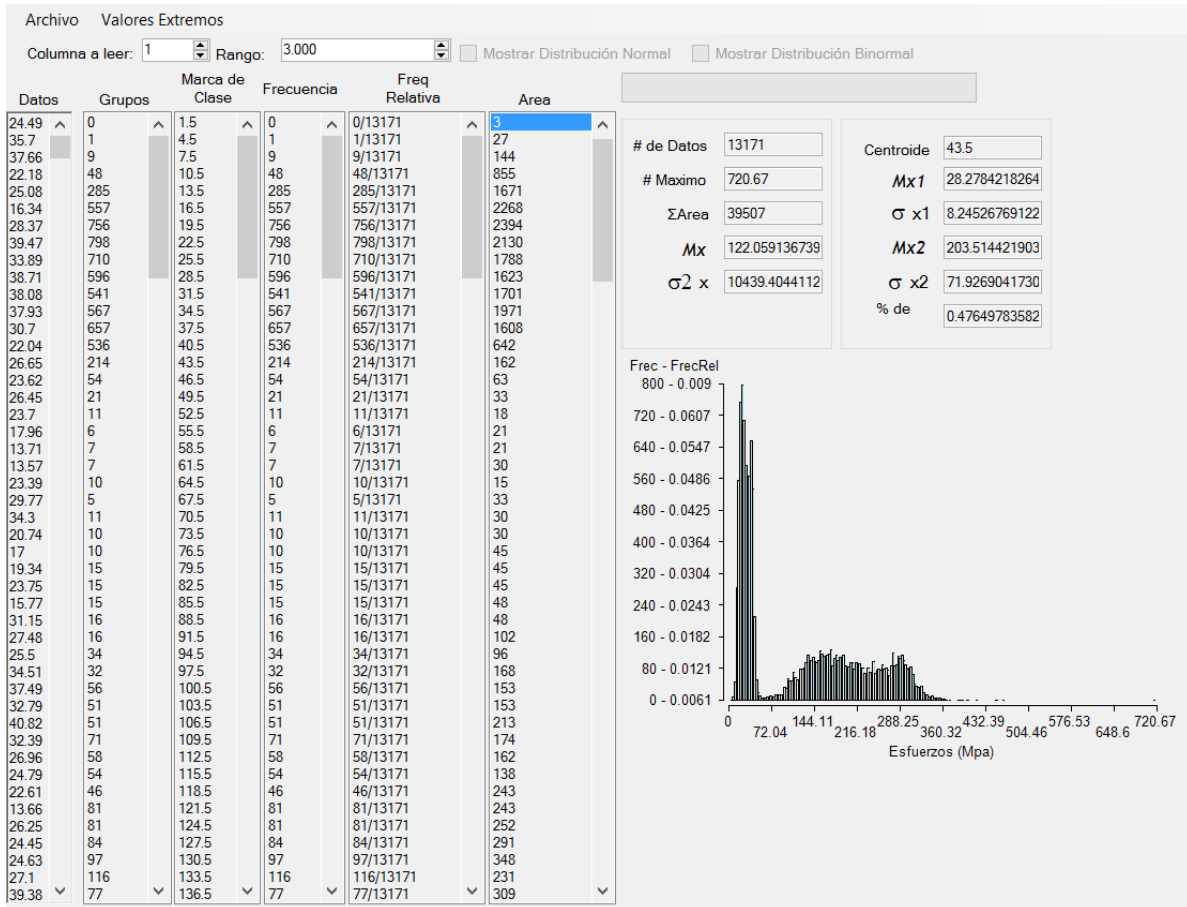 Archivo Valores Extremos
Columna a leer: 1 Rango: 3.000 Mostrar Distribución Normal Mostrar Distribución Binormal
Datos Grupos Marca de Clase Frecuencia Freq Relativa Area
24.49 0 1.5 0 0/13171 3
35.7 1 4.5 1 1/13171 27
37.66 9 7.5 9 9/13171 144
22.18 48 10.5 48 48/13171 855
25.08 285 13.5 285 285/13171 1671
16.34 557 16.5 557 557/13171 2268
28.37 756 19.5 756 756/13171 2394
39.47 798 22.5 798 798/13171 2130
33.89 710 25.5 710 710/13171 1788
38.71 596 28.5 596 596/13171 1623
38.08 541 31.5 541 541/13171 1701
37.93 567 34.5 567 567/13171 1971
30.7 657 37.5 657 657/13171 1608
22.04 536 40.5 536 536/13171 642
26.65 214 43.5 214 214/13171 162
23.62 54 46.5 54 54/13171 63
26.45 21 49.5 21 21/13171 33
23.7 11 52.5 11 11/13171 18
17.96 6 55.5 6 6/13171 21
13.71 7 58.5 7 7/13171 21
13.57 7 61.5 7 7/13171 30
23.39 10 64.5 10 10/13171 15
29.77 5 67.5 5 5/13171 33
34.3 11 70.5 11 11/13171 30
20.74 10 73.5 10 10/13171 30
17 10 76.5 10 10/13171 45
19.34 15 79.5 15 15/13171 45
23.75 15 82.5 15 15/13171 45
15.77 15 85.5 15 15/13171 48
31.15 16 88.5 16 16/13171 48
27.48 16 91.5 16 16/13171 102
25.5 34 94.5 34 34/13171 96
34.51 32 97.5 32 32/13171 168
37.49 56 100.5 56 56/13171 153
32.79 51 103.5 51 51/13171 153
40.82 51 106.5 51 51/13171 213
32.39 71 109.5 71 71/13171 174
26.96 58 112.5 58 58/13171 162
24.79 54 115.5 54 54/13171 138
22.61 46 118.5 46 46/13171 243
13.66 81 121.5 81 81/13171 243
26.25 81 124.5 81 81/13171 252
24.45 84 127.5 84 84/13171 291
24.63 97 130.5 97 97/13171 348
27.1 116 133.5 116 116/13171 231
39.38 77 136.5 77 77/13171 309
# de Datos 13171
# Maximo 720.67
ΣArea 39507
Mx 122.059136739
σ2 x 10439.4044112
Centroide 43.5
Mx1 28.2784218264
σ x1 8.24526769122
Mx2 203.514421903
σ x2 71.9269041730
% de 0.47649783582
Frec - FrecRel
800 - 0.009
720 - 0.0607
640 - 0.0547
560 - 0.0486
480 - 0.0425
400 - 0.0364
320 - 0.0304
240 - 0.0243
160 - 0.0182
80 - 0.0121
0 - 0.0061
0 72.04 144.11 216.18 288.25 360.32 432.39 504.46 576.53 648.6 720.67
Esfuerzos (Mpa)